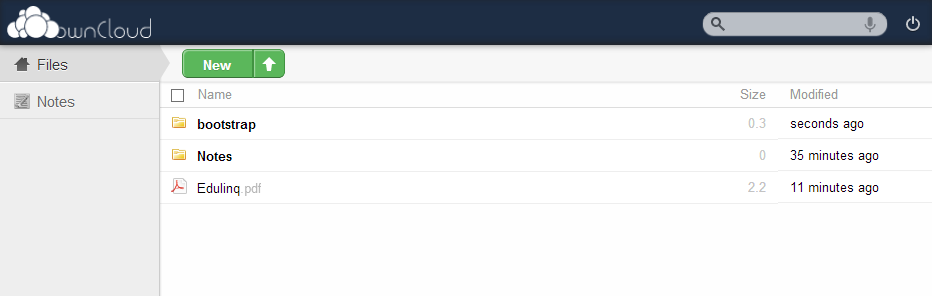 ownCloud
Files
New
Notes
Name Size Modified
bootstrap 0.3 seconds ago
Notes 0 35 minutes ago
Edulinq.pdf 2.2 11 minutes ago